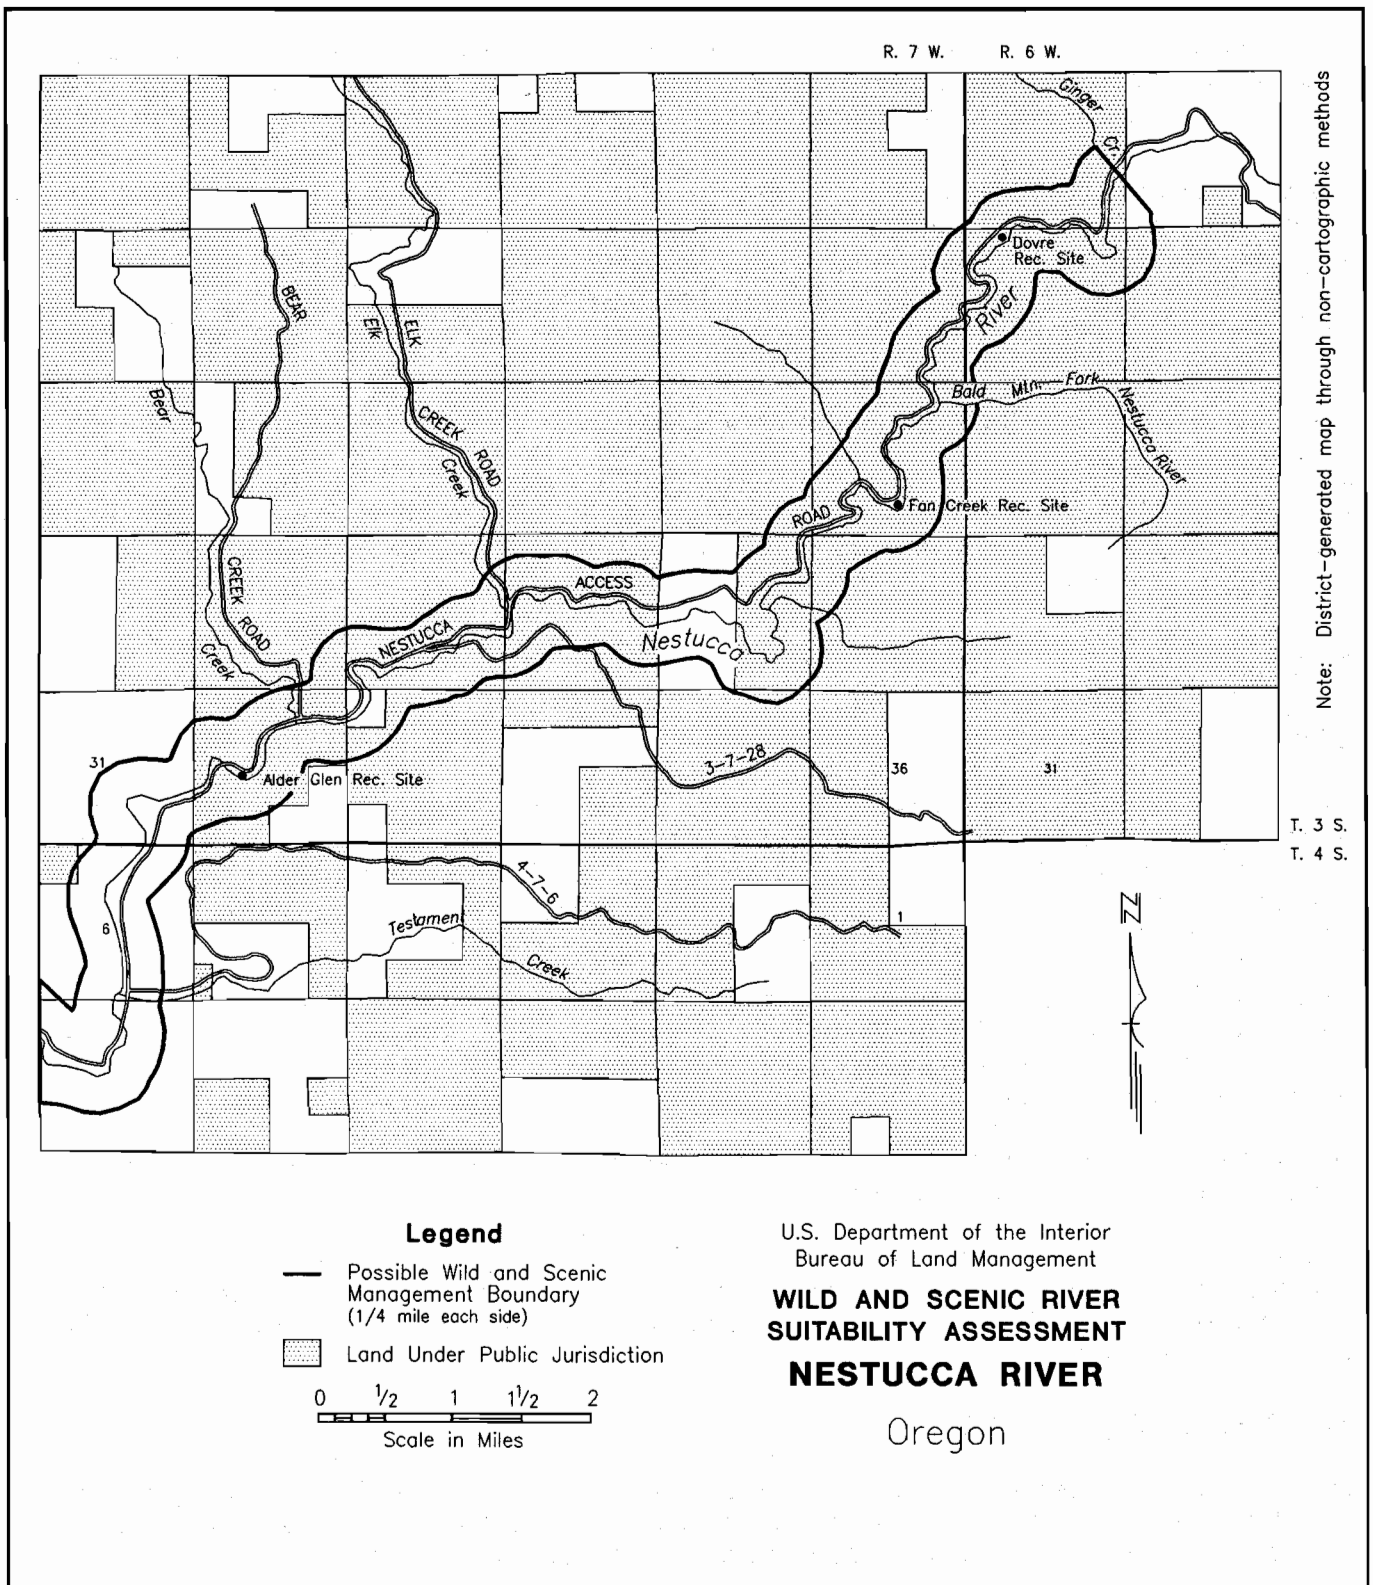 R. 7 W.
R. 6 W.
Ginger
Cr.
Note: District-generated map through non-cartographic methods
Dovre
Rec. Site
River
BEAR
Elk
ELK
Bear
CREEK
ROAD
Creek
Bald Mtn. Fork
Nestucca River
Fan Creek Rec. Site
ROAD
ACCESS
CREEK
ROAD
Creek
NESTUCCA
Nestucca
31
Alder Glen Rec. Site
3-7-28
36
31
T. 3 S.
T. 4 S.
4-7-6
6
Testament
Creek
1
Legend
Possible Wild and Scenic
Management Boundary
(1/4 mile each side)
Land Under Public Jurisdiction
0 1/2 1 1 1/2 2
Scale in Miles
U.S. Department of the Interior
Bureau of Land Management
WILD AND SCENIC RIVER
SUITABILITY ASSESSMENT
NESTUCCA RIVER
Oregon